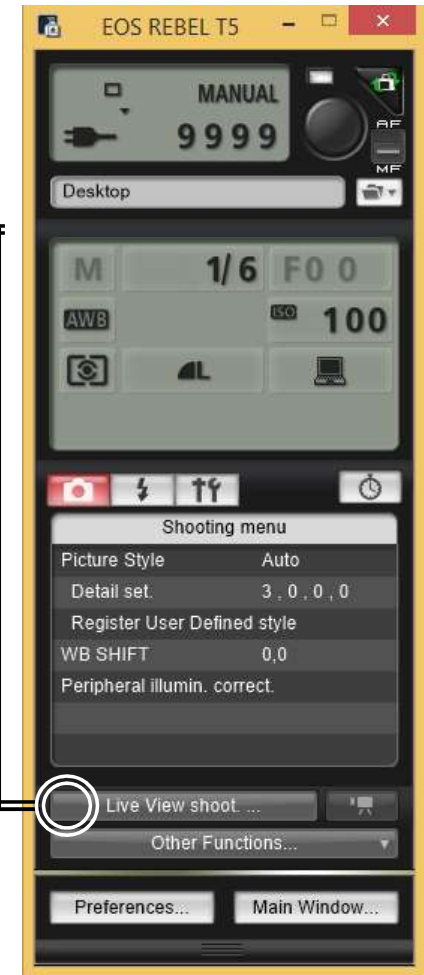 EOS REBEL T5
MANUAL
9999
AF
MF
Desktop
M 1/6 F0 0
AWB ISO 100
L
Shooting menu
Picture Style Auto
Detail set. 3 , 0 , 0 , 0
Register User Defined style
WB SHIFT 0,0
Peripheral illumin. correct.
Live View shoot. ...
Other Functions...
Preferences... Main Window...